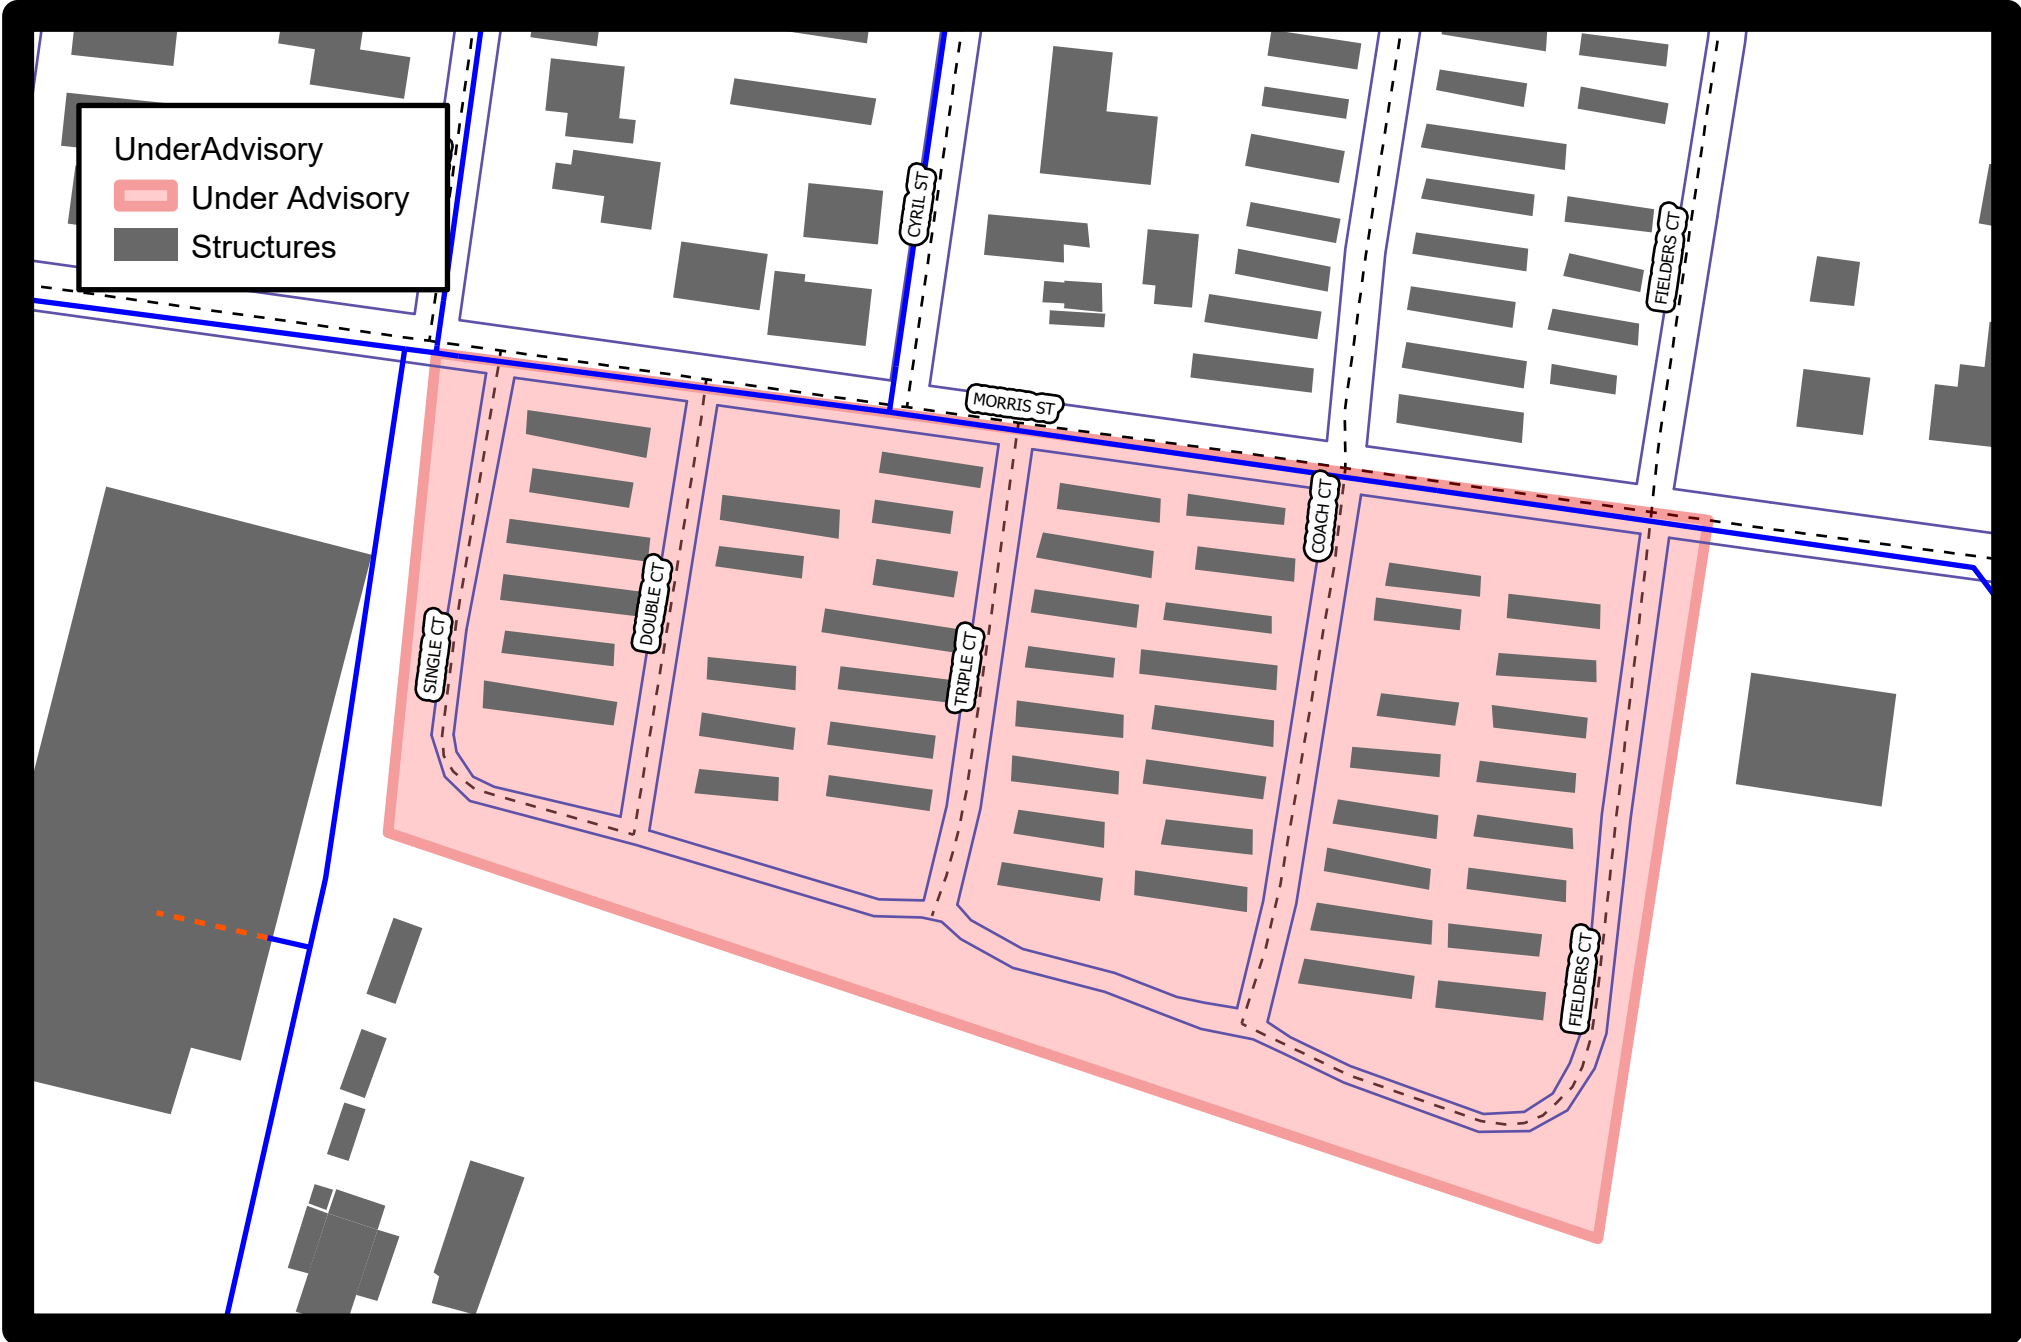 UnderAdvisory
Under Advisory
Structures
CYRIL ST
FIELDERS CT
MORRIS ST
COACH CT
DOUBLE CT
SINGLE CT
TRIPLE CT
FIELDERS CT